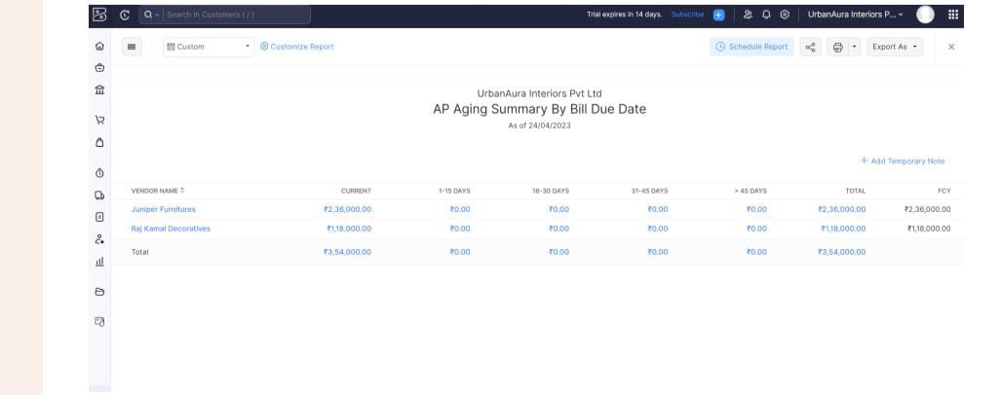 Search in Customers ( / )
Trial expires in 14 days. Subscribe
UrbanAura Interiors P...
Custom
Customize Report
Schedule Report
Export As
UrbanAura Interiors Pvt Ltd
AP Aging Summary By Bill Due Date
As of 24/04/2023
+ Add Temporary Note
VENDOR NAME CURRENT 1-15 DAYS 16-30 DAYS 31-45 DAYS > 45 DAYS TOTAL FCY
Juniper Furnitures ₹2,36,000.00 ₹0.00 ₹0.00 ₹0.00 ₹0.00 ₹2,36,000.00 ₹2,36,000.00
Raj Kamal Decoratives ₹1,18,000.00 ₹0.00 ₹0.00 ₹0.00 ₹0.00 ₹1,18,000.00 ₹1,18,000.00
Total ₹3,54,000.00 ₹0.00 ₹0.00 ₹0.00 ₹0.00 ₹3,54,000.00